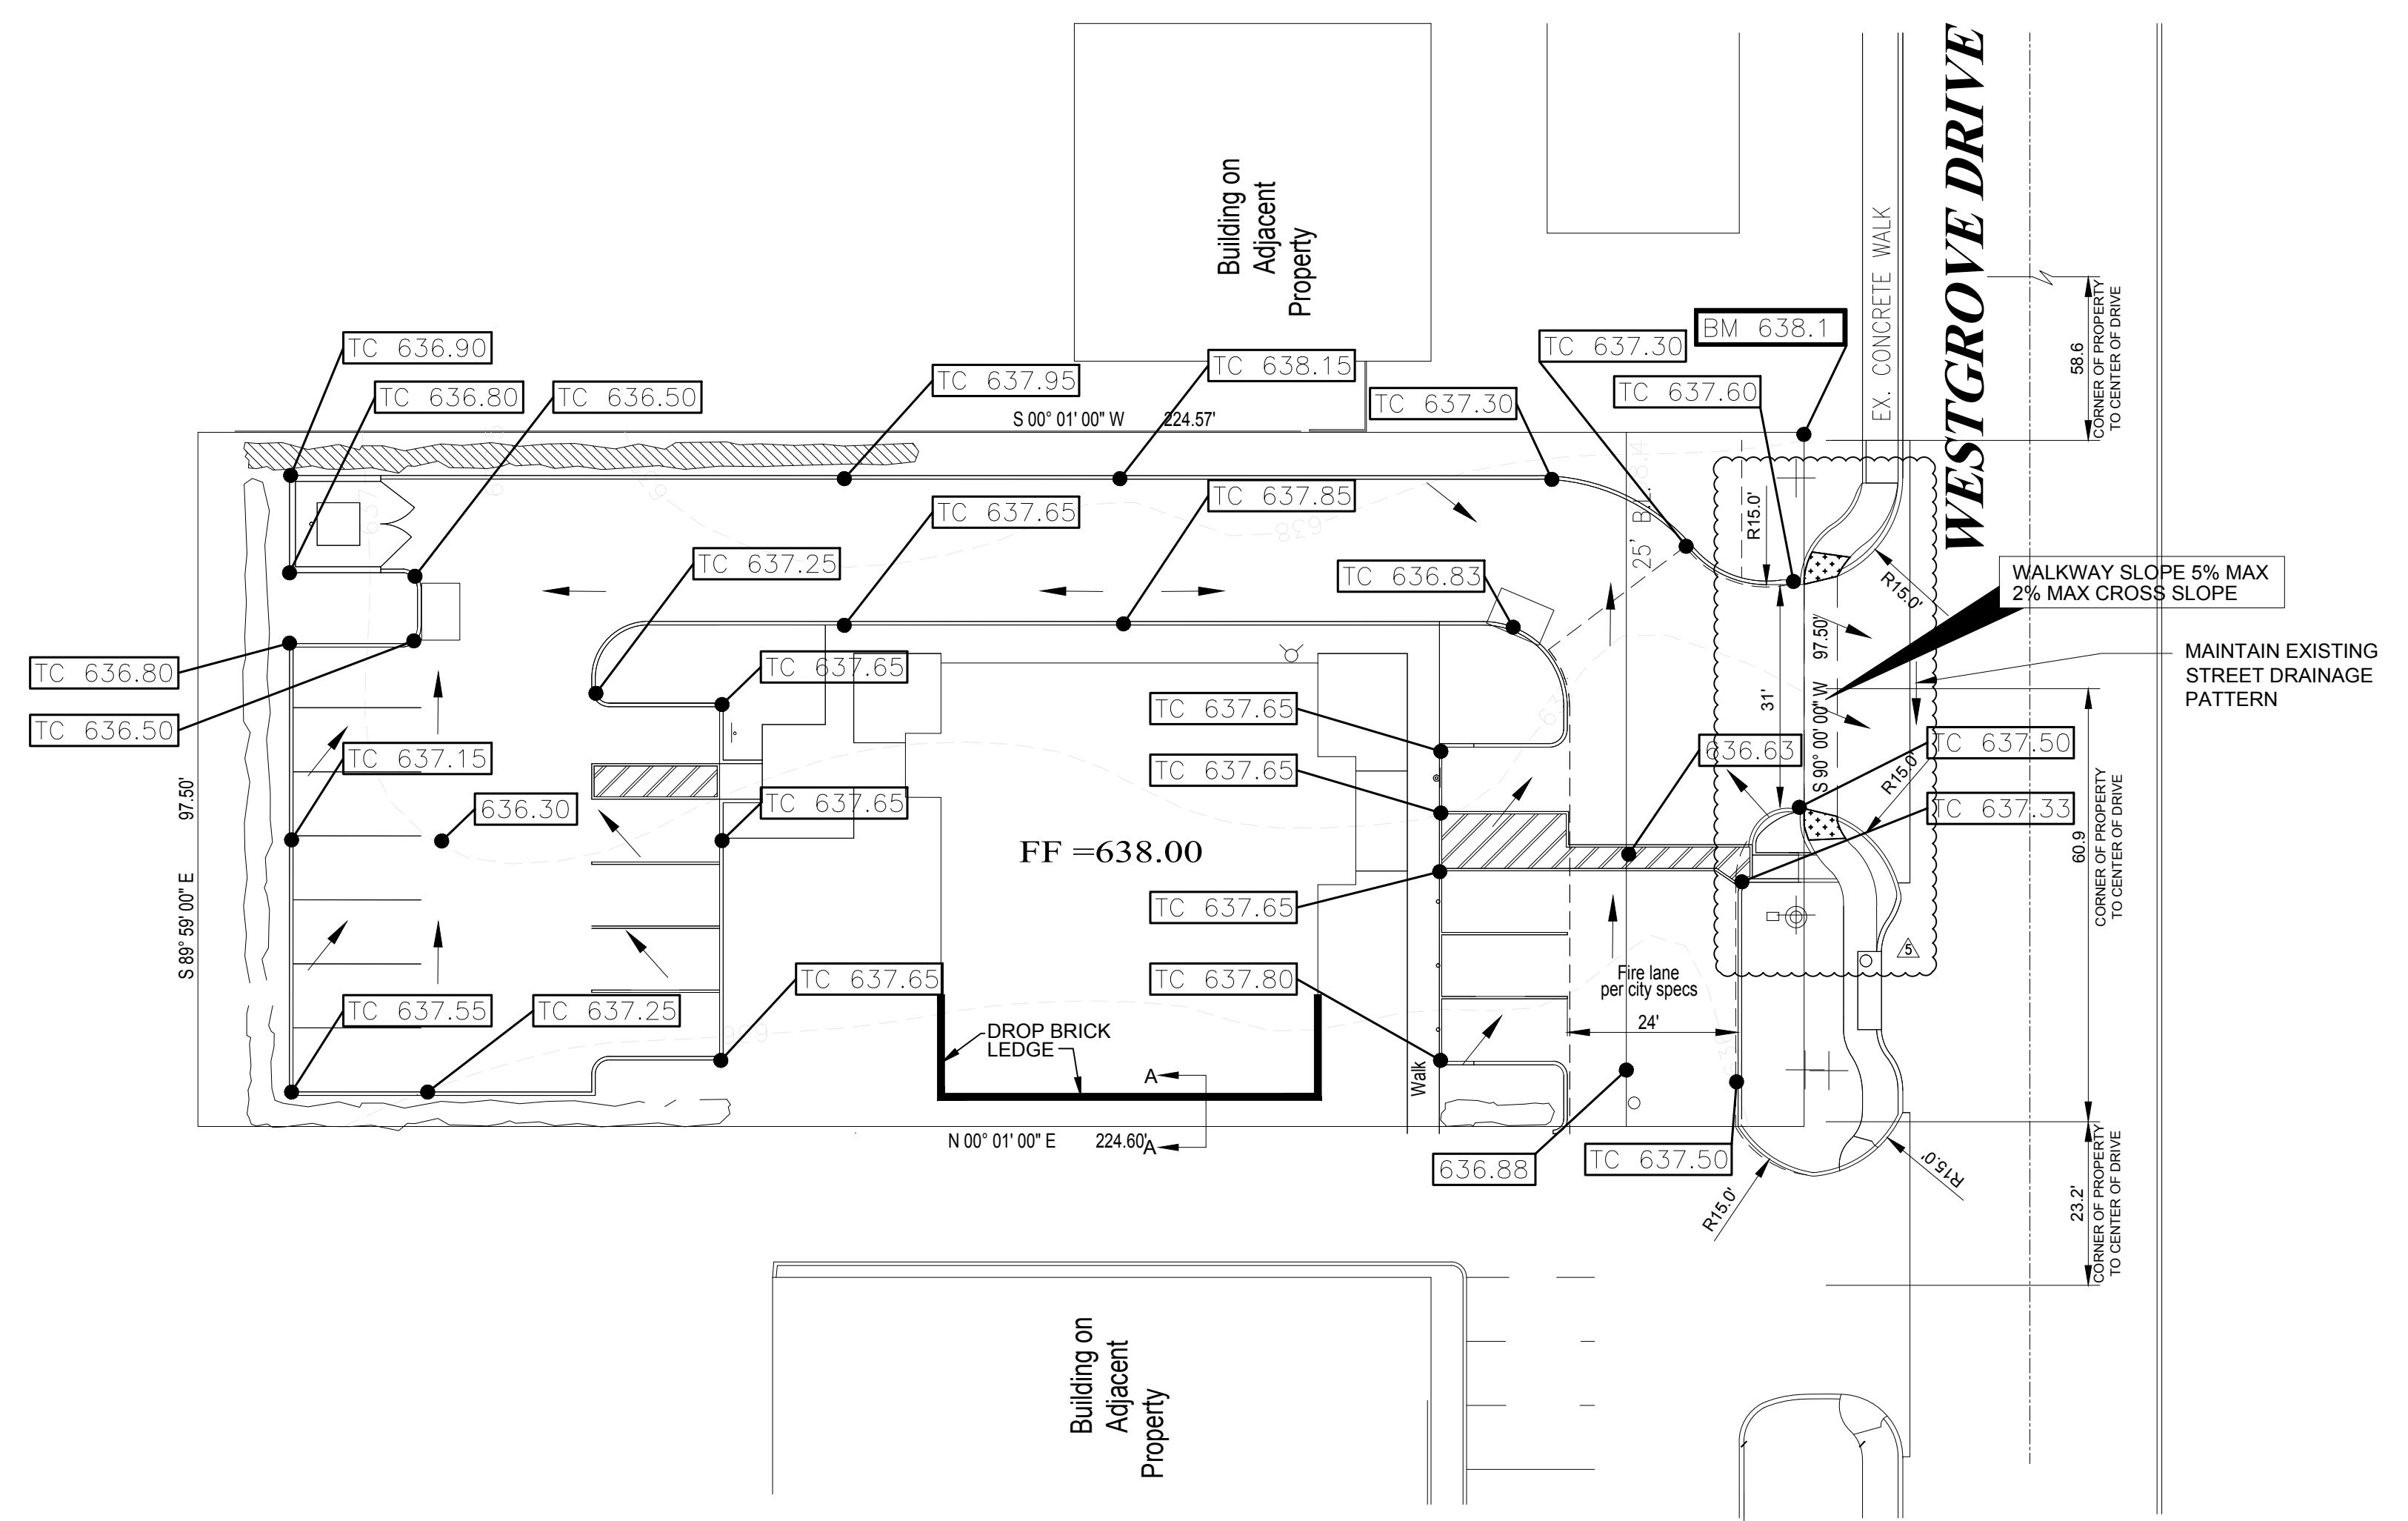 WESTGROVE DRIVE
Building on
Adjacent
Property
EX. CONCRETE WALK
58.6
CORNER OF PROPERTY
TO CENTER OF DRIVE
BM 638.1
TC 637.30
TC 636.90
TC 638.15
TC 637.95
TC 637.60
TC 636.80
TC 636.50
TC 637.30
S 00° 01' 00" W 224.57'
638
637
25' B.L.
R15.0'
TC 637.85
TC 637.65
TC 637.25
TC 636.83
R15.0'
WALKWAY SLOPE 5% MAX
2% MAX CROSS SLOPE
MAINTAIN EXISTING
STREET DRAINAGE
PATTERN
TC 636.80
TC 637.65
TC 637.65
31'
S 90° 00' 00" W 97.50'
TC 636.50
TC 637.15
TC 637.65
636.63
TC 637.50
R15.0'
S 89° 59' 00" E 97.50'
636.30
TC 637.65
TC 637.33
FF =638.00
60.9
CORNER OF PROPERTY
TO CENTER OF DRIVE
TC 637.65
5
TC 637.65
TC 637.80
Fire lane
per city specs
TC 637.55
TC 637.25
24'
636
DROP BRICK
LEDGE
A
Walk
N 00° 01' 00" E 224.60'
A
636.88
TC 637.50
R15.0'
R15.0'
23.2'
CORNER OF PROPERTY
TO CENTER OF DRIVE
Building on
Adjacent
Property